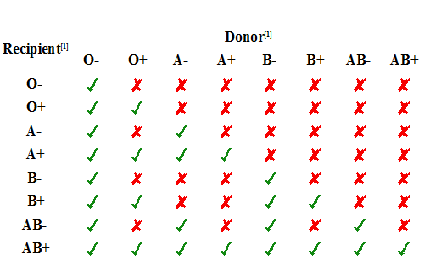 Donor[1]
Recipient[1]
O- O+ A- A+ B- B+ AB- AB+
O- ✓ ✗ ✗ ✗ ✗ ✗ ✗ ✗
O+ ✓ ✓ ✗ ✗ ✗ ✗ ✗ ✗
A- ✓ ✗ ✓ ✗ ✗ ✗ ✗ ✗
A+ ✓ ✓ ✓ ✓ ✗ ✗ ✗ ✗
B- ✓ ✗ ✗ ✗ ✓ ✗ ✗ ✗
B+ ✓ ✓ ✗ ✗ ✓ ✓ ✗ ✗
AB- ✓ ✗ ✓ ✗ ✓ ✗ ✓ ✗
AB+ ✓ ✓ ✓ ✓ ✓ ✓ ✓ ✓